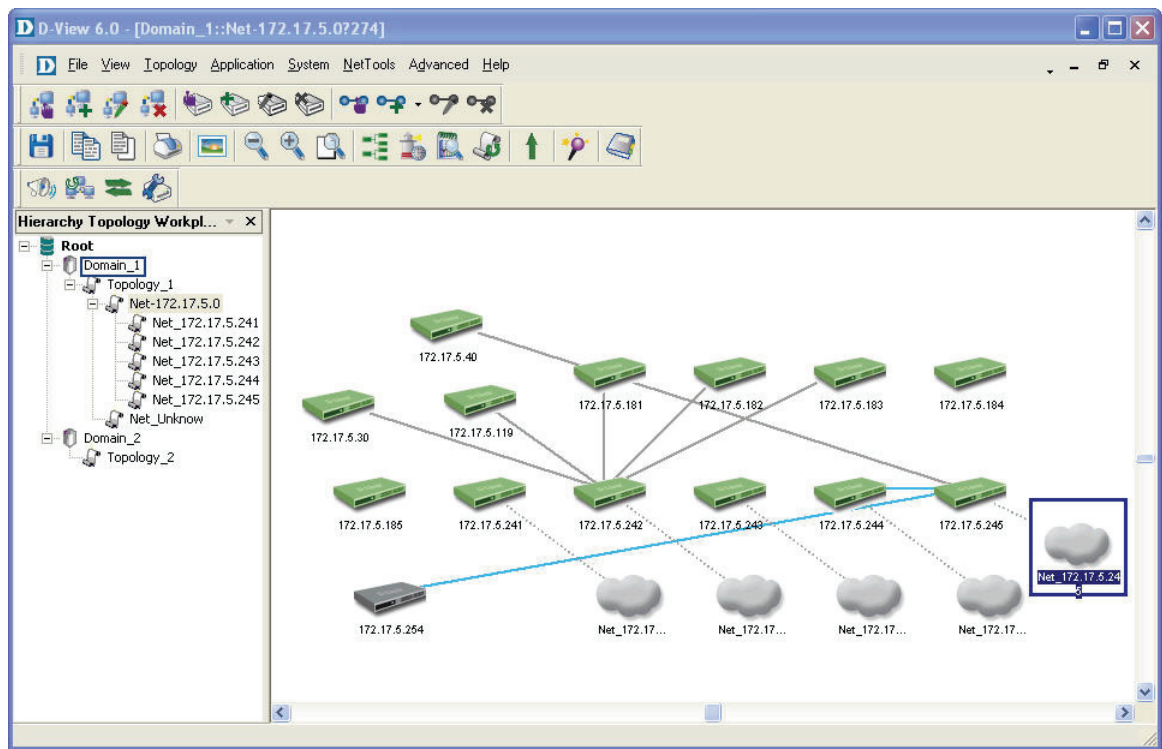 D-View 6.0 - [Domain_1::Net-172.17.5.0?274]
File View Topology Application System NetTools Advanced Help
Hierarchy Topology Workpl...
Root
Domain_1
Topology_1
Net-172.17.5.0
Net_172.17.5.241
Net_172.17.5.242
Net_172.17.5.243
Net_172.17.5.244
Net_172.17.5.245
Net_Unknow
Domain_2
Topology_2
172.17.5.40
172.17.5.181
172.17.5.182
172.17.5.183
172.17.5.184
172.17.5.30
172.17.5.119
172.17.5.185
172.17.5.241
172.17.5.242
172.17.5.243
172.17.5.244
172.17.5.245
Net_172.17.5.24
5
172.17.5.254
Net_172.17...
Net_172.17...
Net_172.17...
Net_172.17...